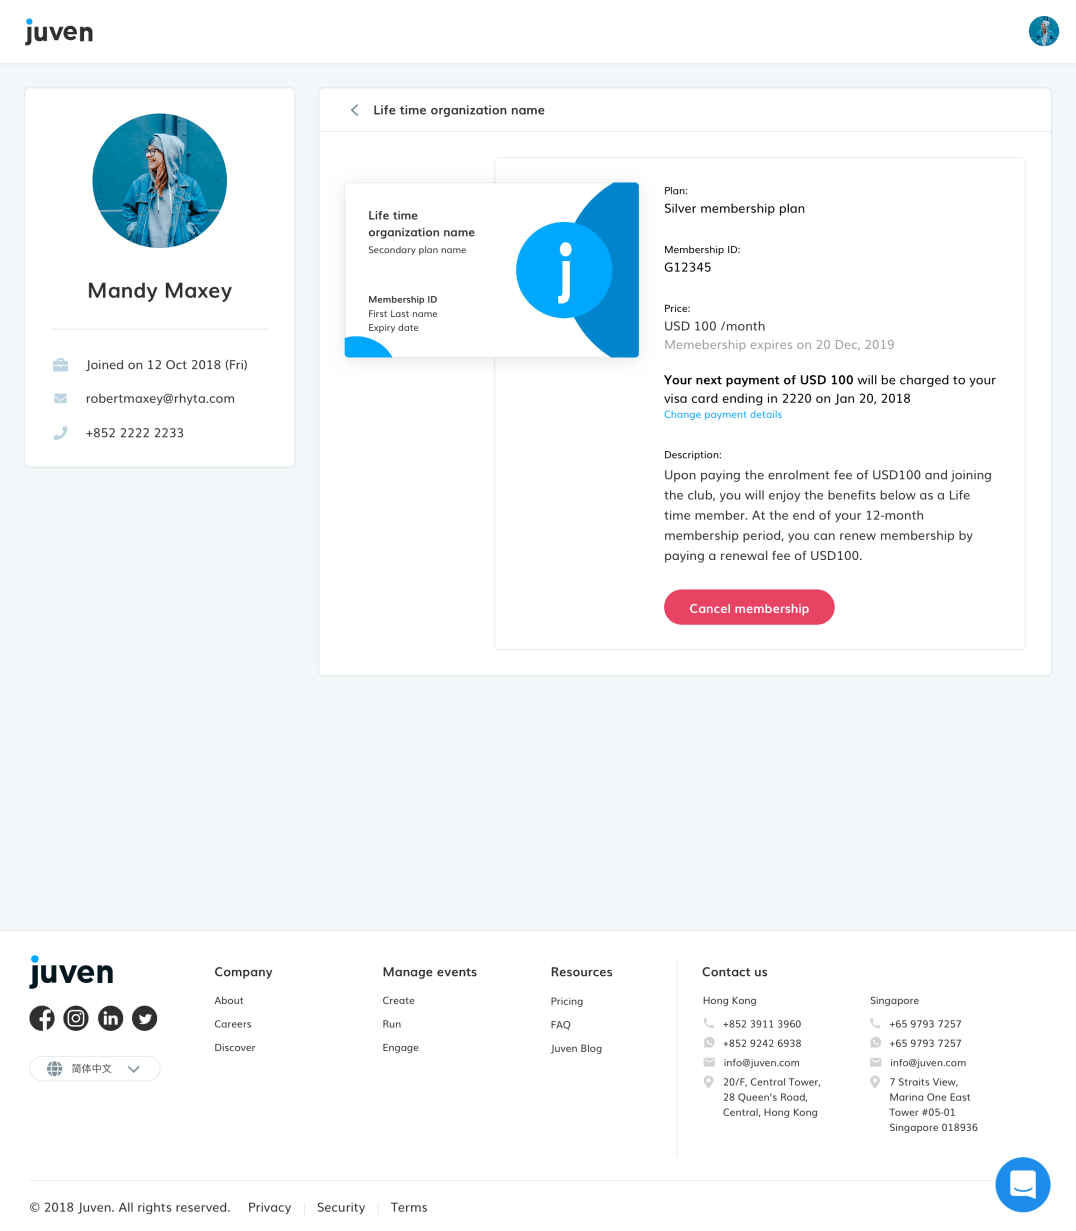 juven
Mandy Maxey
Joined on 12 Oct 2018 (Fri)
robertmaxey@rhyta.com
+852 2222 2233
Life time organization name
Life time
organization name
Secondary plan name
Membership ID
First Last name
Expiry date
j
Plan:
Silver membership plan
Membership ID:
G12345
Price:
USD 100 /month
Memebership expires on 20 Dec, 2019
Your next payment of USD 100 will be charged to your
visa card ending in 2220 on Jan 20, 2018
Change payment details
Description:
Upon paying the enrolment fee of USD100 and joining
the club, you will enjoy the benefits below as a Life
time member. At the end of your 12-month
membership period, you can renew membership by
paying a renewal fee of USD100.
Cancel membership
juven
简体中文
Company
About
Careers
Discover
Manage events
Create
Run
Engage
Resources
Pricing
FAQ
Juven Blog
Contact us
Hong Kong
+852 3911 3960
+852 9242 6938
info@juven.com
20/F, Central Tower,
28 Queen's Road,
Central, Hong Kong
Singapore
+65 9793 7257
+65 9793 7257
info@juven.com
7 Straits View,
Marina One East
Tower #05-01
Singapore 018936
© 2018 Juven. All rights reserved. Privacy Security Terms